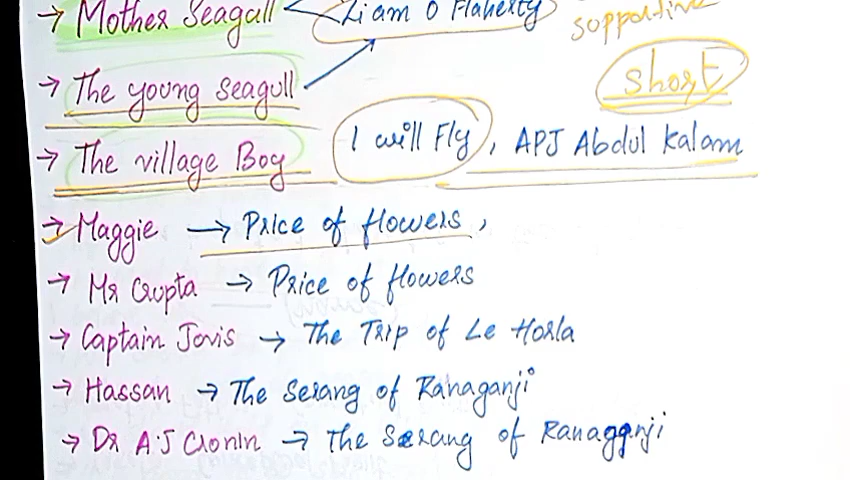 → Mother Seagull Liam O Flaherty supportive
→ The young seagull short
→ The village Boy I will Fly, APJ Abdul Kalam
→ Maggie → Price of flowers,
→ Mr Gupta → Price of flowers
→ Captain Jovis → The Trip of Le Horla
→ Hassan → The Serang of Ranaganji
→ Dr A.J Cronin → The Serang of Ranaganji